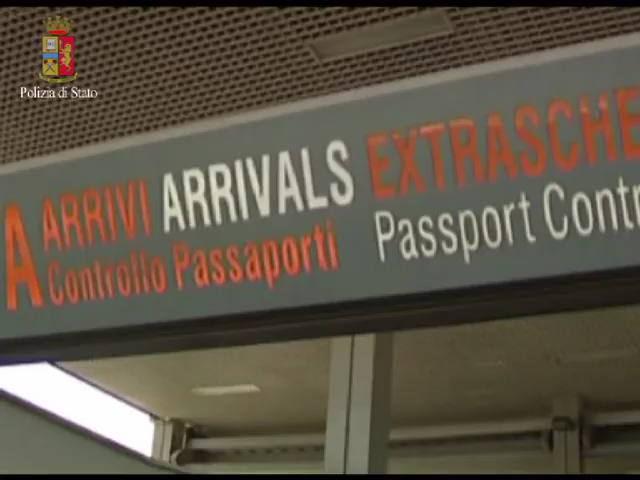 Polizia di Stato
A ARRIVI ARRIVALS EXTRASCHE
Controllo Passaporti Passport Contr